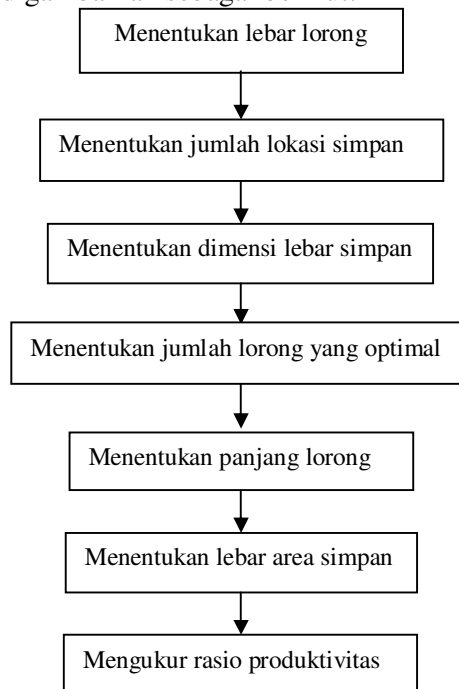 Menentukan lebar lorong
Menentukan jumlah lokasi simpan
Menentukan dimensi lebar simpan
Menentukan jumlah lorong yang optimal
Menentukan panjang lorong
Menentukan lebar area simpan
Mengukur rasio produktivitas